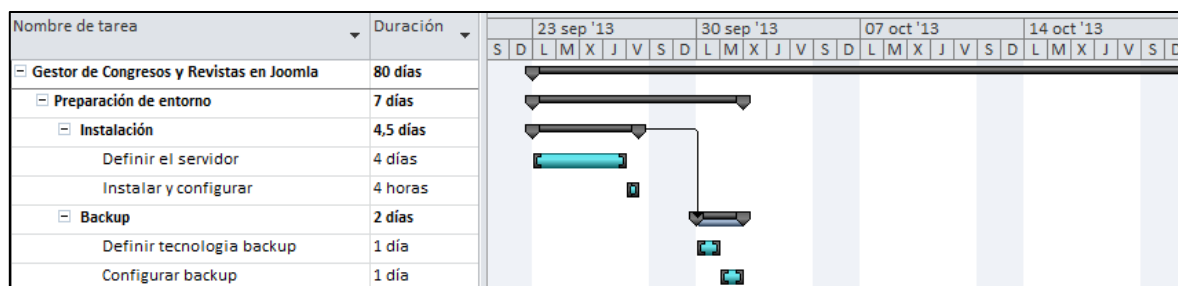 Nombre de tarea Duración 23 sep '13 30 sep '13 07 oct '13 14 oct '13
S D L M X J V S D L M X J V S D L M X J V S D L M X J V S D
Gestor de Congresos y Revistas en Joomla 80 días
Preparación de entorno 7 días
Instalación 4,5 días
Definir el servidor 4 días
Instalar y configurar 4 horas
Backup 2 días
Definir tecnologia backup 1 día
Configurar backup 1 día